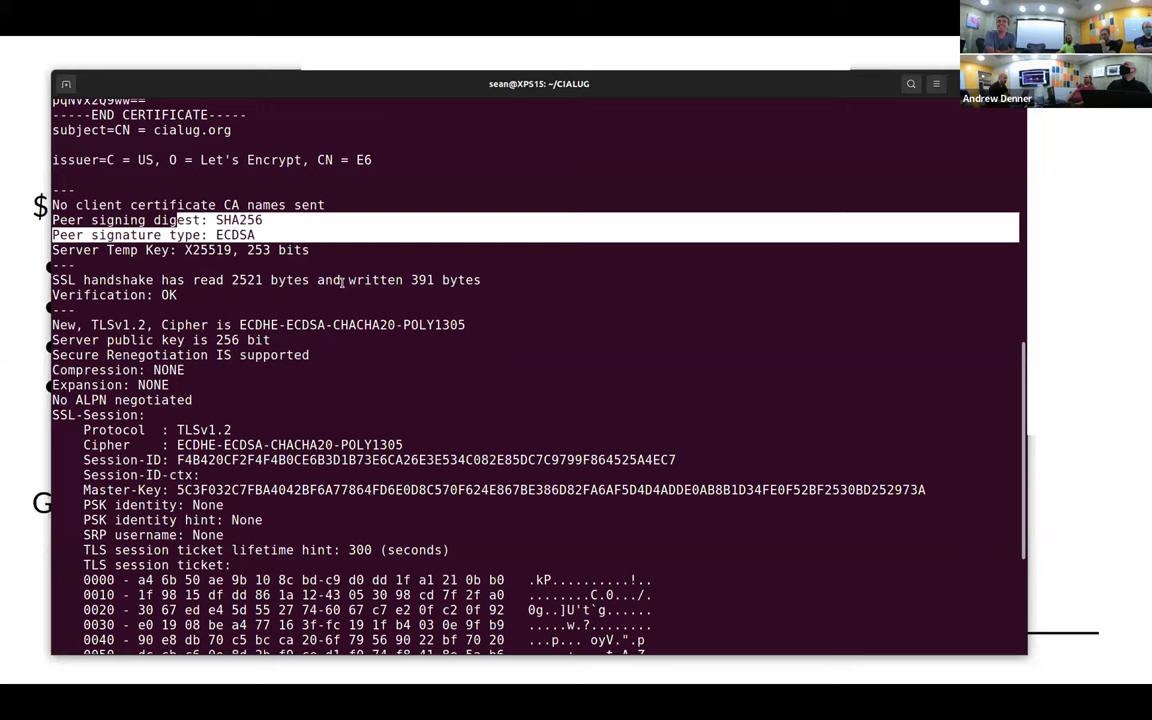 sean@XPS15: ~/CIALUG
Andrew Denner
pqNVX2Q9ww==
-----END CERTIFICATE-----
subject=CN = cialug.org
issuer=C = US, O = Let's Encrypt, CN = E6
---
$
No client certificate CA names sent
Peer signing digest: SHA256
Peer signature type: ECDSA
Server Temp Key: X25519, 253 bits
---
SSL handshake has read 2521 bytes and written 391 bytes
Verification: OK
---
New, TLSv1.2, Cipher is ECDHE-ECDSA-CHACHA20-POLY1305
Server public key is 256 bit
Secure Renegotiation IS supported
Compression: NONE
Expansion: NONE
No ALPN negotiated
SSL-Session:
Protocol : TLSv1.2
Cipher : ECDHE-ECDSA-CHACHA20-POLY1305
Session-ID: F4B420CF2F4F4B0CE6B3D1B73E6CA26E3E534C082E85DC7C9799F864525A4EC7
Session-ID-ctx:
Master-Key: 5C3F032C7FBA4042BF6A77864FD6E0D8C570F624E867BE386D82FA6AF5D4D4ADDE0AB8B1D34FE0F52BF2530BD252973A
G
PSK identity: None
PSK identity hint: None
SRP username: None
TLS session ticket lifetime hint: 300 (seconds)
TLS session ticket:
0000 - a4 6b 50 ae 9b 10 8c bd-c9 d0 dd 1f a1 21 0b b0 .kP..........!..
0010 - 1f 98 15 df dd 86 1a 12-43 05 30 98 cd 7f 2f a0 ........C.0.../.
0020 - 30 67 ed e4 5d 55 27 74-60 67 c7 e2 0f c2 0f 92 0g..]U't`g......
0030 - e0 19 08 be a4 77 16 3f-fc 19 1f b4 03 0e 9f b9 .....w.?........
0040 - 90 e8 db 70 c5 bc ca 20-6f 79 56 90 22 bf 70 20 ...p... oyV.".p